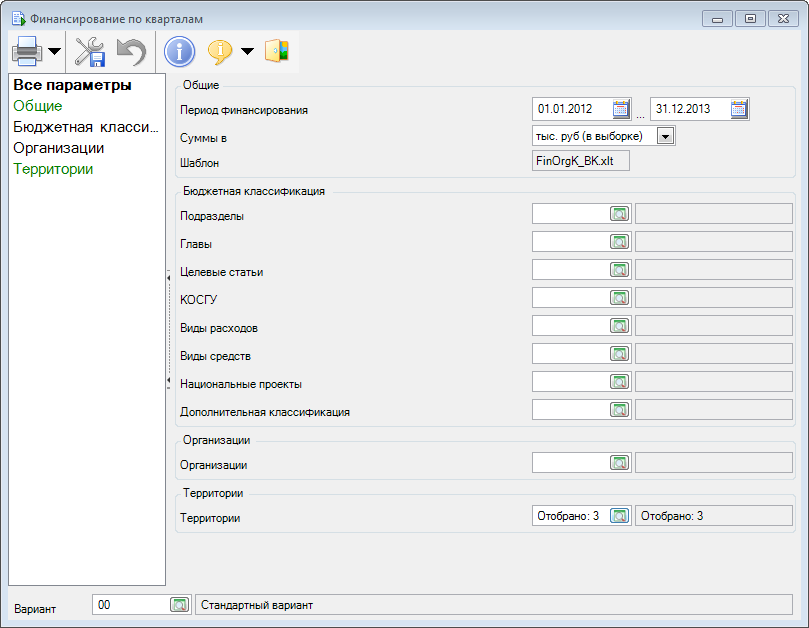 Финансирование по кварталам
Все параметры
Общие
Бюджетная класси...
Организации
Территории
Общие
Период финансирования 01.01.2012 ... 31.12.2013
Суммы в тыс. руб (в выборке)
Шаблон FinOrgK_BK.xlt
Бюджетная классификация
Подразделы
Главы
Целевые статьи
КОСГУ
Виды расходов
Виды средств
Национальные проекты
Дополнительная классификация
Организации
Организации
Территории
Территории Отобрано: 3 Отобрано: 3
Вариант 00 Стандартный вариант